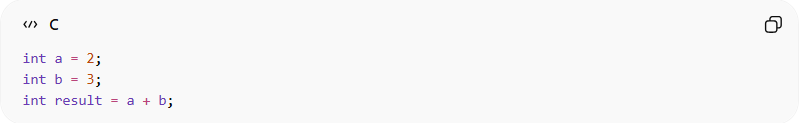 C
int a = 2;
int b = 3;
int result = a + b;